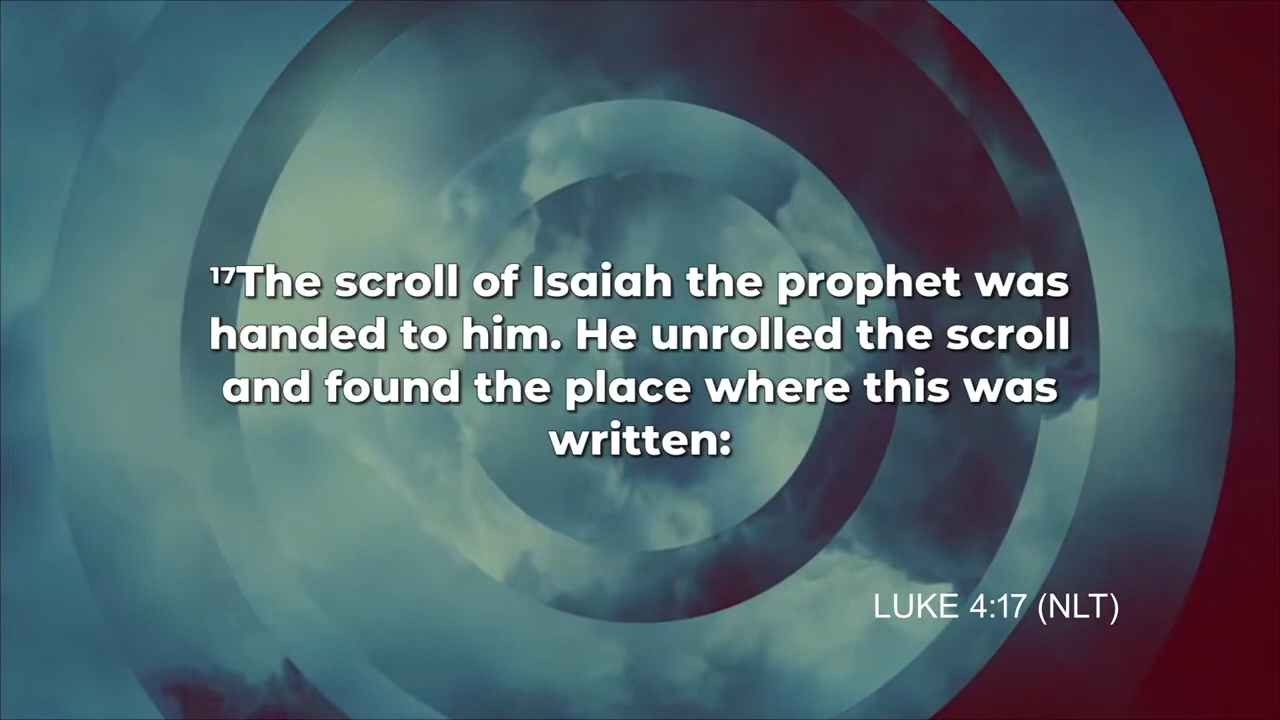 ¹⁷The scroll of Isaiah the prophet was
handed to him. He unrolled the scroll
and found the place where this was
written:
LUKE 4:17 (NLT)